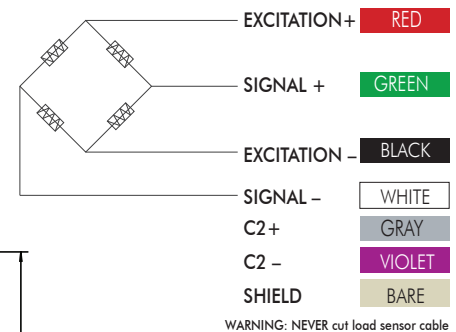 EXCITATION+ RED
SIGNAL + GREEN
EXCITATION – BLACK
SIGNAL – WHITE
C2+ GRAY
C2 – VIOLET
SHIELD BARE
WARNING: NEVER cut load sensor cable